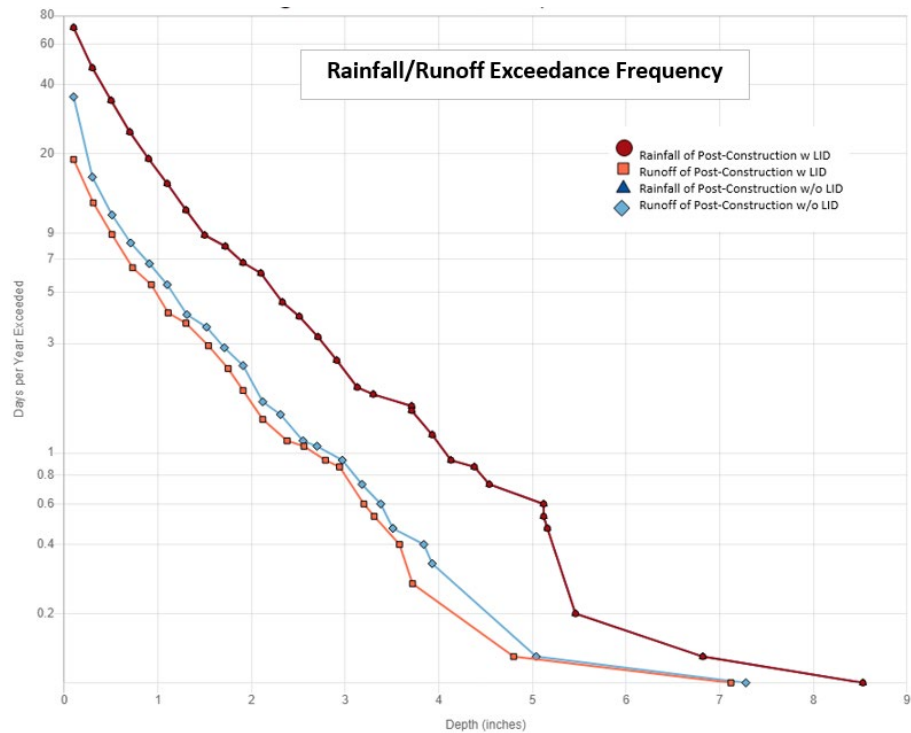 Rainfall/Runoff Exceedance Frequency
Rainfall of Post-Construction w LID
Runoff of Post-Construction w LID
Rainfall of Post-Construction w/o LID
Runoff of Post-Construction w/o LID
80
60
40
20
9
7
5
3
1
0.8
0.6
0.4
0.2
Days per Year Exceeded
0 1 2 3 4 5 6 7 8 9
Depth (inches)